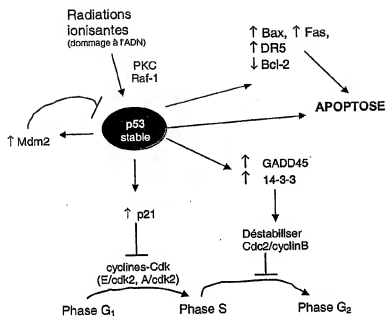 Radiations
ionisantes
(dommage à l'ADN)
PKC
Raf-1
↑ Bax, ↑ Fas,
↑ DR5
↓ Bcl-2
APOPTOSE
p53
stable
↑ Mdm2
↑ GADD45
↑ 14-3-3
↑ p21
Déstabiliser
Cdc2/cyclinB
cyclines-Cdk
(E/cdk2, A/cdk2)
Phase G₁
Phase S
Phase G₂